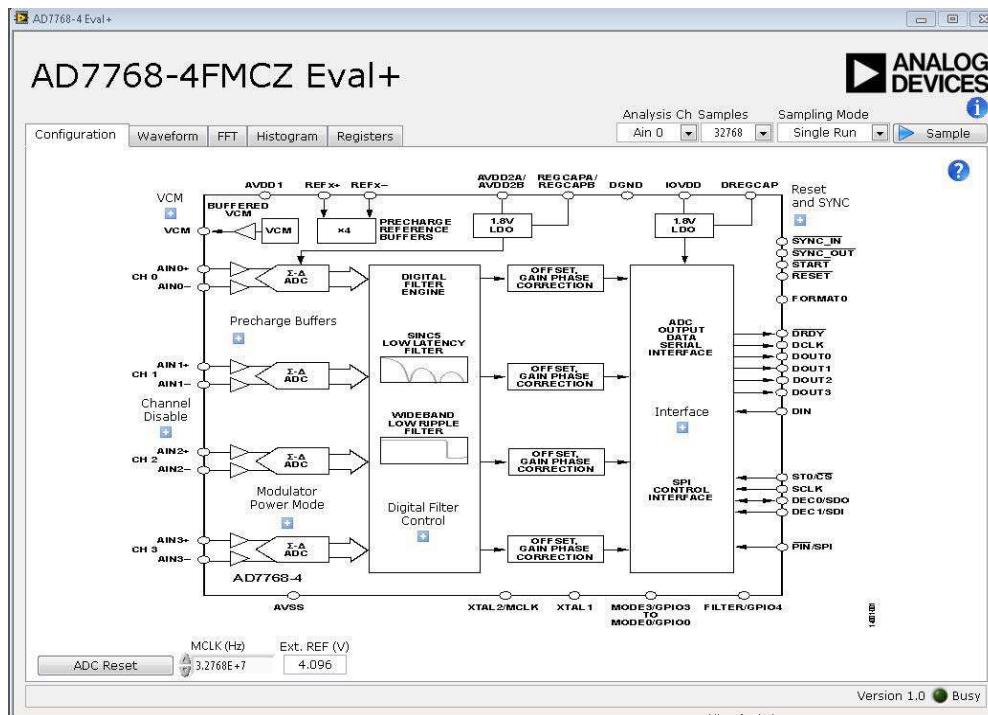 AD7768-4 Eval+
AD7768-4FMCZ Eval+
ANALOG
DEVICES
Analysis Ch Samples
Sampling Mode
Configuration
Waveform
FFT
Histogram
Registers
Ain 0
32768
Single Run
Sample
AVDD1
REFx+
REFx–
AVDD2A/
AVDD2B
REGCAPA/
REGCAPB
DGND
IOVDD
DREGCAP
Reset
and SYNC
VCM
BUFFERED
VCM
VCM
VCM
×4
PRECHARGE
REFERENCE
BUFFERS
1.8V
LDO
1.8V
LDO
SYNC_IN
SYNC_OUT
START
RESET
FORMAT0
CH 0
AIN0+
AIN0–
Σ-Δ
ADC
DIGITAL
FILTER
ENGINE
OFFSET,
GAIN PHASE
CORRECTION
Precharge Buffers
SINC5
LOW LATENCY
FILTER
ADC
OUTPUT
DATA
SERIAL
INTERFACE
DRDY
DCLK
DOUT0
DOUT1
DOUT2
DOUT3
DIN
CH 1
AIN1+
AIN1–
Σ-Δ
ADC
OFFSET,
GAIN PHASE
CORRECTION
Channel
Disable
WIDEBAND
LOW RIPPLE
FILTER
Interface
CH 2
AIN2+
AIN2–
Σ-Δ
ADC
OFFSET,
GAIN PHASE
CORRECTION
SPI
CONTROL
INTERFACE
ST0/CS
SCLK
DEC0/SDO
DEC1/SDI
Modulator
Power Mode
Digital Filter
Control
CH 3
AIN3+
AIN3–
Σ-Δ
ADC
OFFSET,
GAIN PHASE
CORRECTION
PIN/SPI
AD7768-4
AVSS
XTAL2/MCLK
XTAL1
MODE3/GPIO3
TO
MODE0/GPIO0
FILTER/GPIO4
MCLK (Hz)
Ext. REF (V)
ADC Reset
3.2768E+7
4.096
Version 1.0
Busy